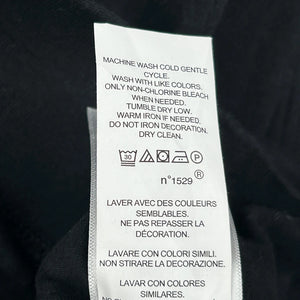 MACHINE WASH COLD GENTLE
CYCLE.
WASH WITH LIKE COLORS.
ONLY NON-CHLORINE BLEACH
WHEN NEEDED.
TUMBLE DRY LOW.
WARM IRON IF NEEDED.
DO NOT IRON DECORATION.
DRY CLEAN.
30 P
n°1529 ®
LAVER AVEC DES COULEURS
SEMBLABLES.
NE PAS REPASSER LA
DÉCORATION.
LAVARE CON COLORI SIMILI.
NON STIRARE LA DECORAZIONE.
LAVAR CON COLORES
SIMILARES.